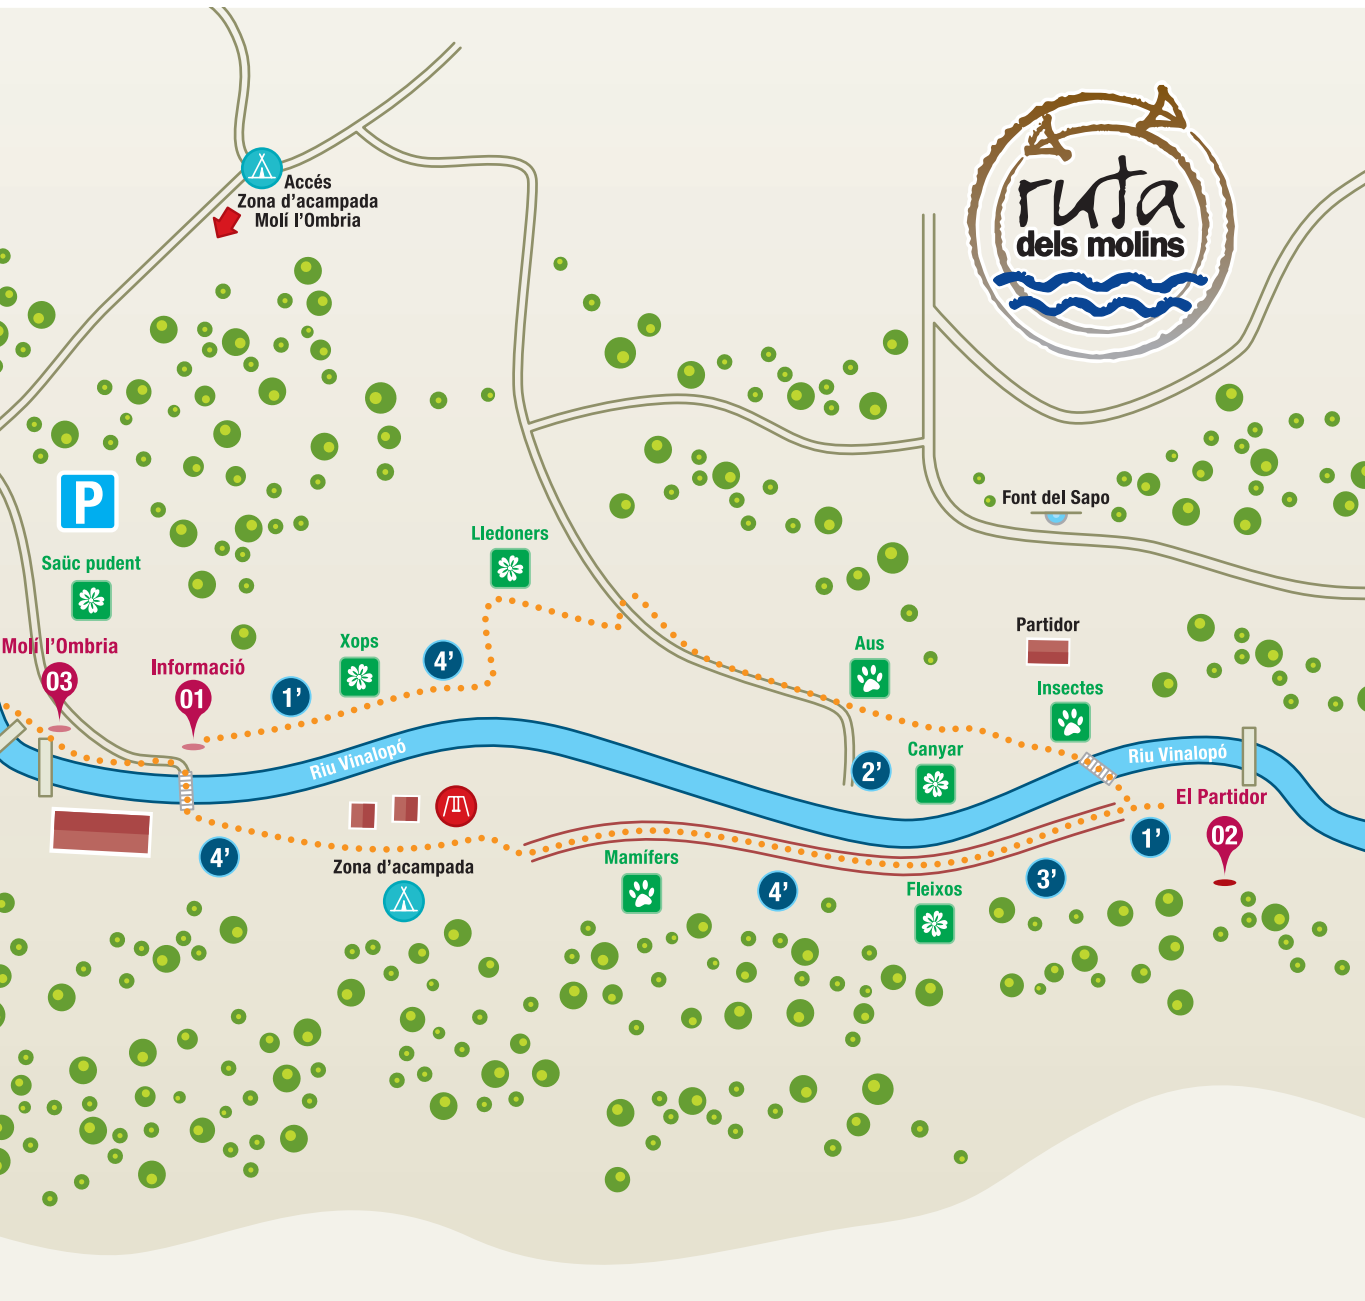 ruta
dels molins
Accés
Zona d'acampada
Molí l'Ombria
P
Font del Sapo
Lledoners
Saüc pudent
Partidor
Xops
Aus
Molí l'Ombria
Informació
4'
03
01
1'
Insectes
Riu Vinalopó
Canyar
Riu Vinalopó
2'
El Partidor
02
1'
4'
Zona d'acampada
Mamífers
4'
3'
Fleixos